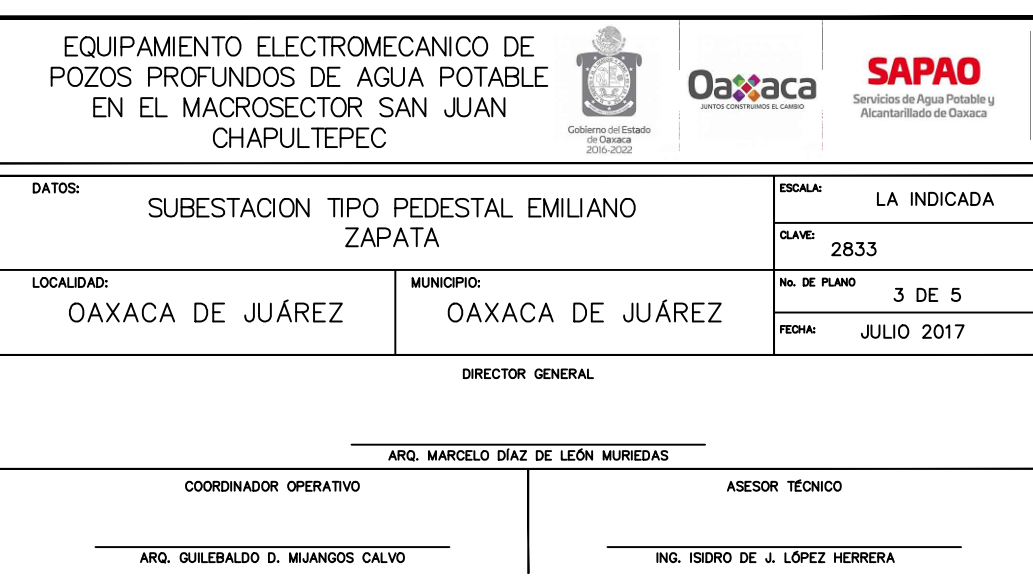 EQUIPAMIENTO ELECTROMECANICO DE
POZOS PROFUNDOS DE AGUA POTABLE
EN EL MACROSECTOR SAN JUAN
CHAPULTEPEC
Gobierno del Estado
de Oaxaca
2016-2022
Oaxaca
JUNTOS CONSTRUIMOS EL CAMBIO
SAPAO
Servicios de Agua Potable y
Alcantarillado de Oaxaca
DATOS:
SUBESTACION TIPO PEDESTAL EMILIANO
ZAPATA
ESCALA:
LA INDICADA
CLAVE:
2833
LOCALIDAD:
OAXACA DE JUÁREZ
MUNICIPIO:
OAXACA DE JUÁREZ
No. DE PLANO
3 DE 5
FECHA:
JULIO 2017
DIRECTOR GENERAL
ARQ. MARCELO DÍAZ DE LEÓN MURIEDAS
COORDINADOR OPERATIVO
ARQ. GUILEBALDO D. MIJANGOS CALVO
ASESOR TÉCNICO
ING. ISIDRO DE J. LÓPEZ HERRERA